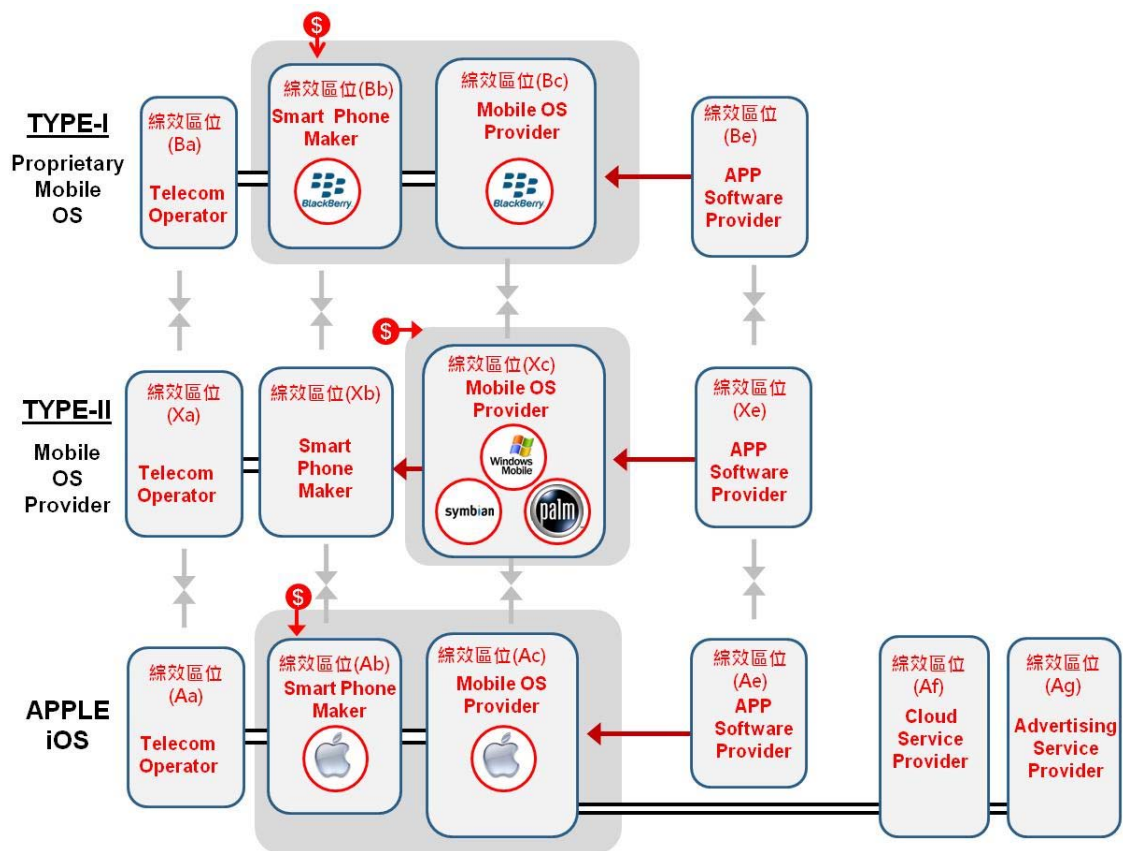 $
TYPE-I
Proprietary
Mobile
OS
綜效區位
(Ba)
Telecom
Operator
綜效區位(Bb)
Smart Phone
Maker
BlackBerry
綜效區位(Bc)
Mobile OS
Provider
BlackBerry
綜效區位
(Be)
APP
Software
Provider
$
TYPE-II
Mobile
OS
Provider
綜效區位
(Xa)
Telecom
Operator
綜效區位(Xb)
Smart
Phone
Maker
綜效區位(Xc)
Mobile OS
Provider
Windows
Mobile
symbian
palm
綜效區位
(Xe)
APP
Software
Provider
$
APPLE
iOS
綜效區位
(Aa)
Telecom
Operator
綜效區位(Ab)
Smart Phone
Maker
綜效區位(Ac)
Mobile OS
Provider
綜效區位
(Ae)
APP
Software
Provider
綜效區位
(Af)
Cloud
Service
Provider
綜效區位
(Ag)
Advertising
Service
Provider